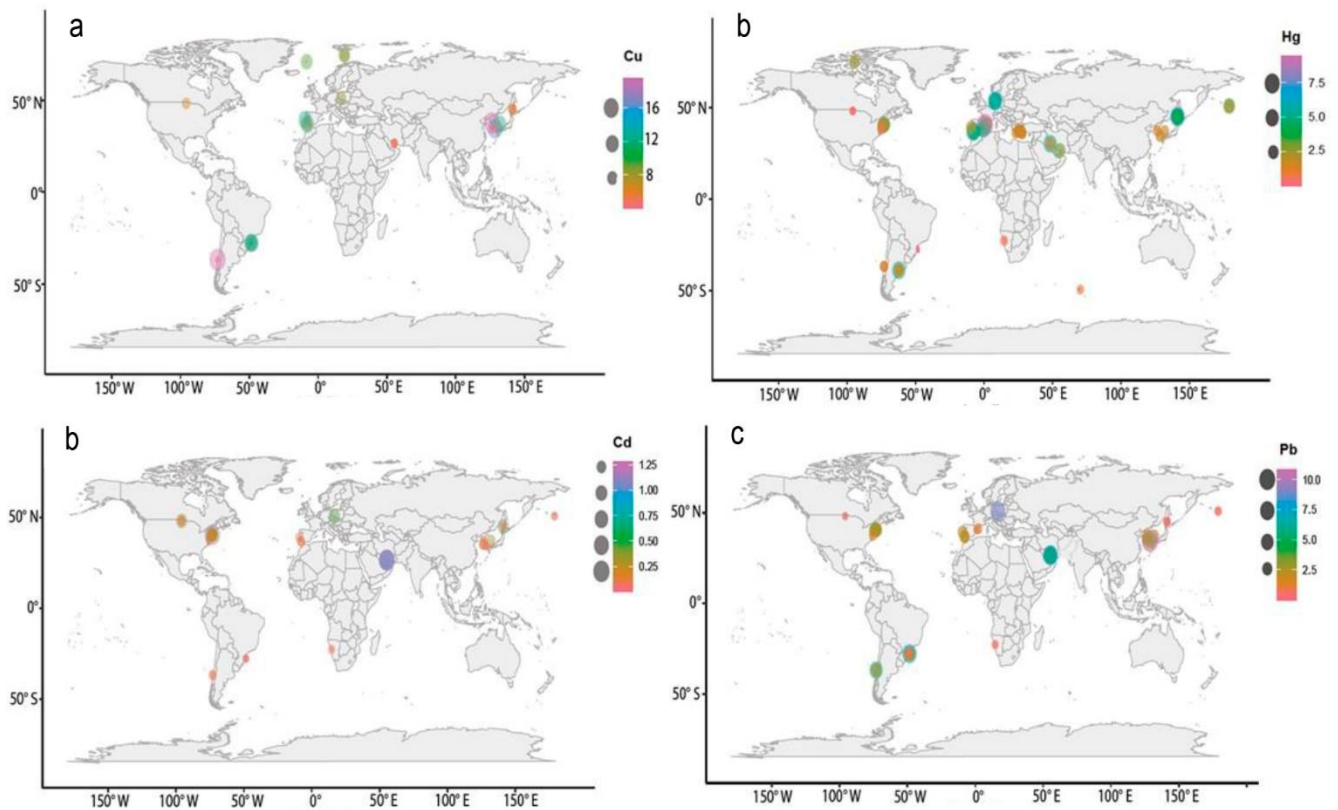 a
Cu
16
12
8
50° N
0°
50° S
150° W
100° W
50° W
0°
50° E
100° E
150° E
b
Hg
7.5
5.0
2.5
50° N
0°
50° S
150° W
100° W
50° W
0°
50° E
100° E
150° E
b
Cd
1.25
1.00
0.75
0.50
0.25
50° N
0°
50° S
150° W
100° W
50° W
0°
50° E
100° E
150° E
c
Pb
10.0
7.5
5.0
2.5
50° N
0°
50° S
150° W
100° W
50° W
0°
50° E
100° E
150° E